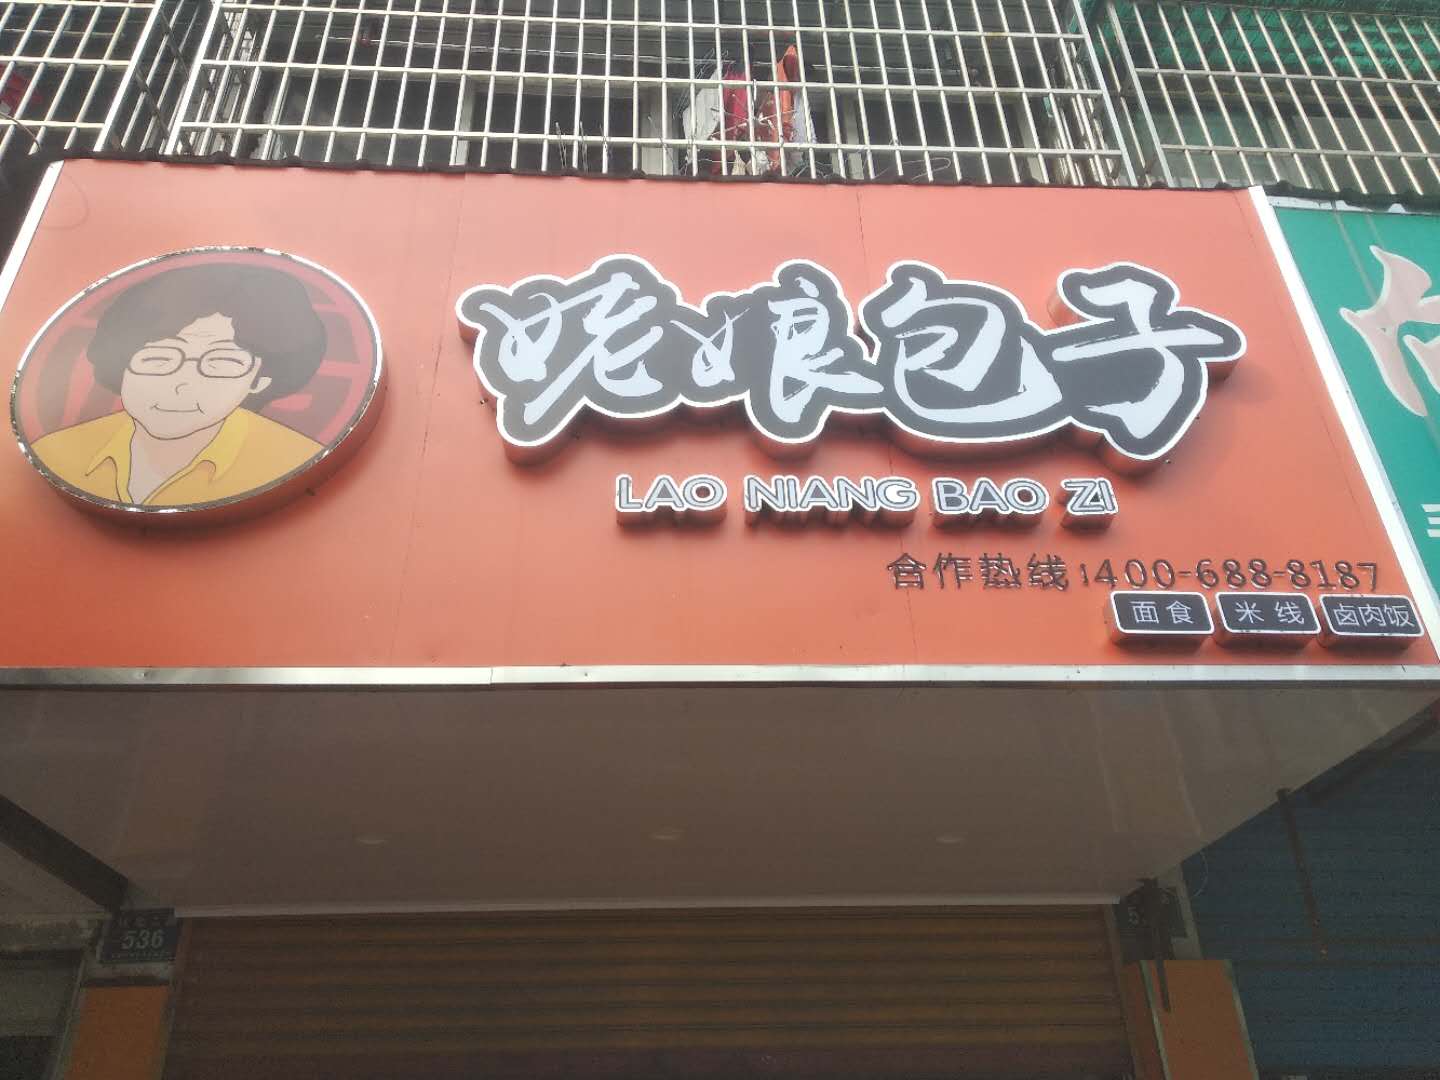 姥娘包子
LAO NIANG BAO ZI
合作热线:400-688-8187
面食 米线 卤肉饭
536